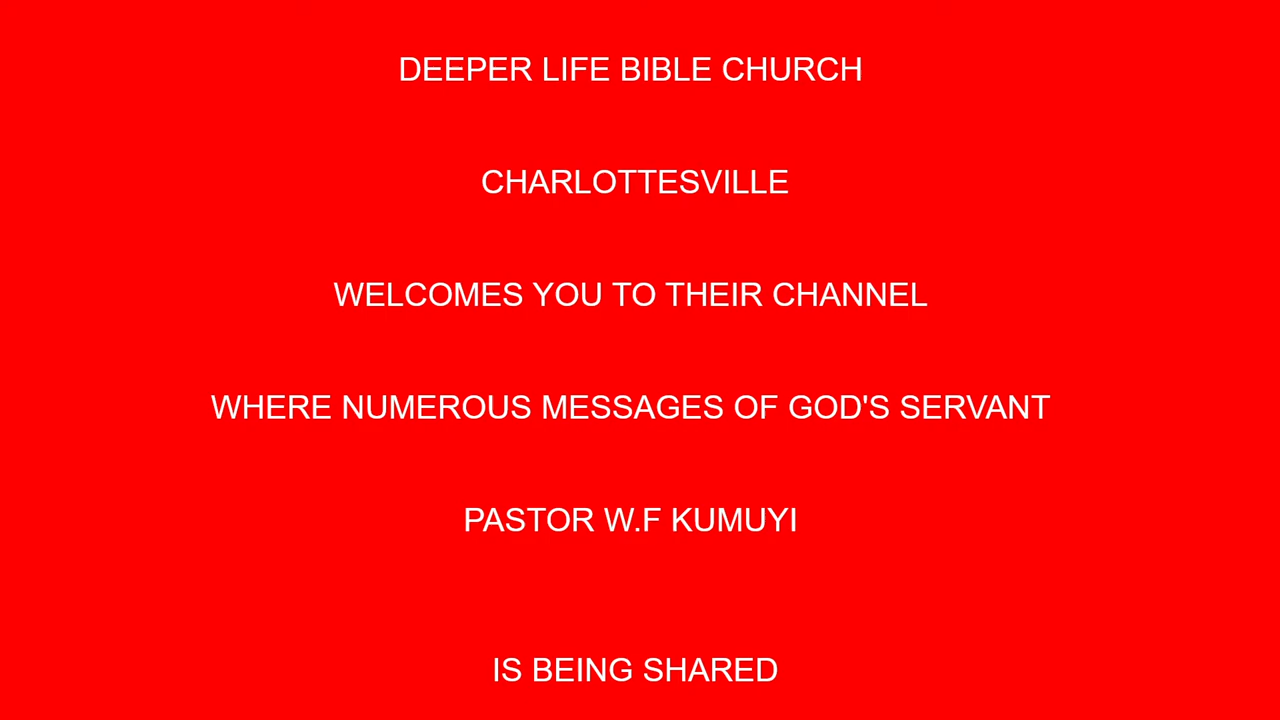 DEEPER LIFE BIBLE CHURCH
CHARLOTTESVILLE
WELCOMES YOU TO THEIR CHANNEL
WHERE NUMEROUS MESSAGES OF GOD'S SERVANT
PASTOR W.F KUMUYI
IS BEING SHARED